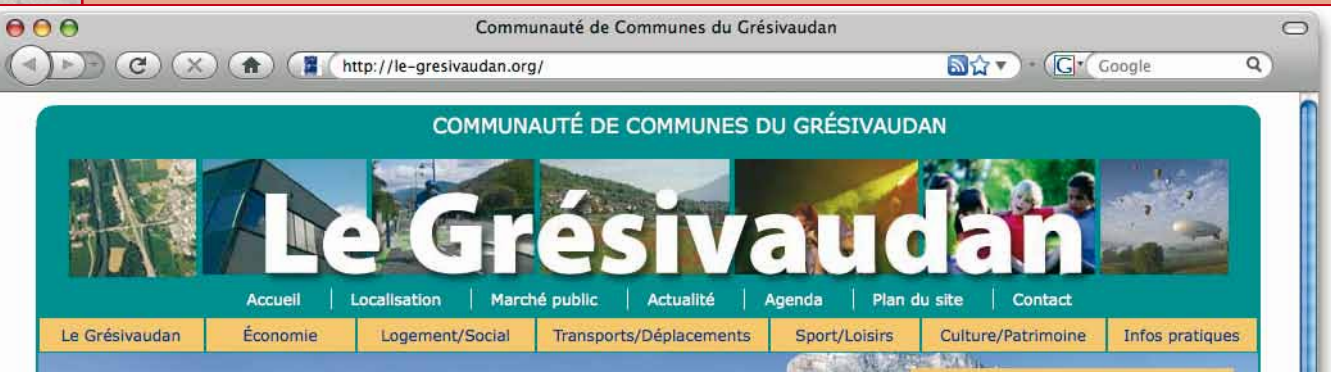 Communauté de Communes du Grésivaudan
http://le-gresivaudan.org/
G Google
COMMUNAUTÉ DE COMMUNES DU GRÉSIVAUDAN
Le Grésivaudan
Accueil | Localisation | Marché public | Actualité | Agenda | Plan du site | Contact
Le Grésivaudan Économie Logement/Social Transports/Déplacements Sport/Loisirs Culture/Patrimoine Infos pratiques